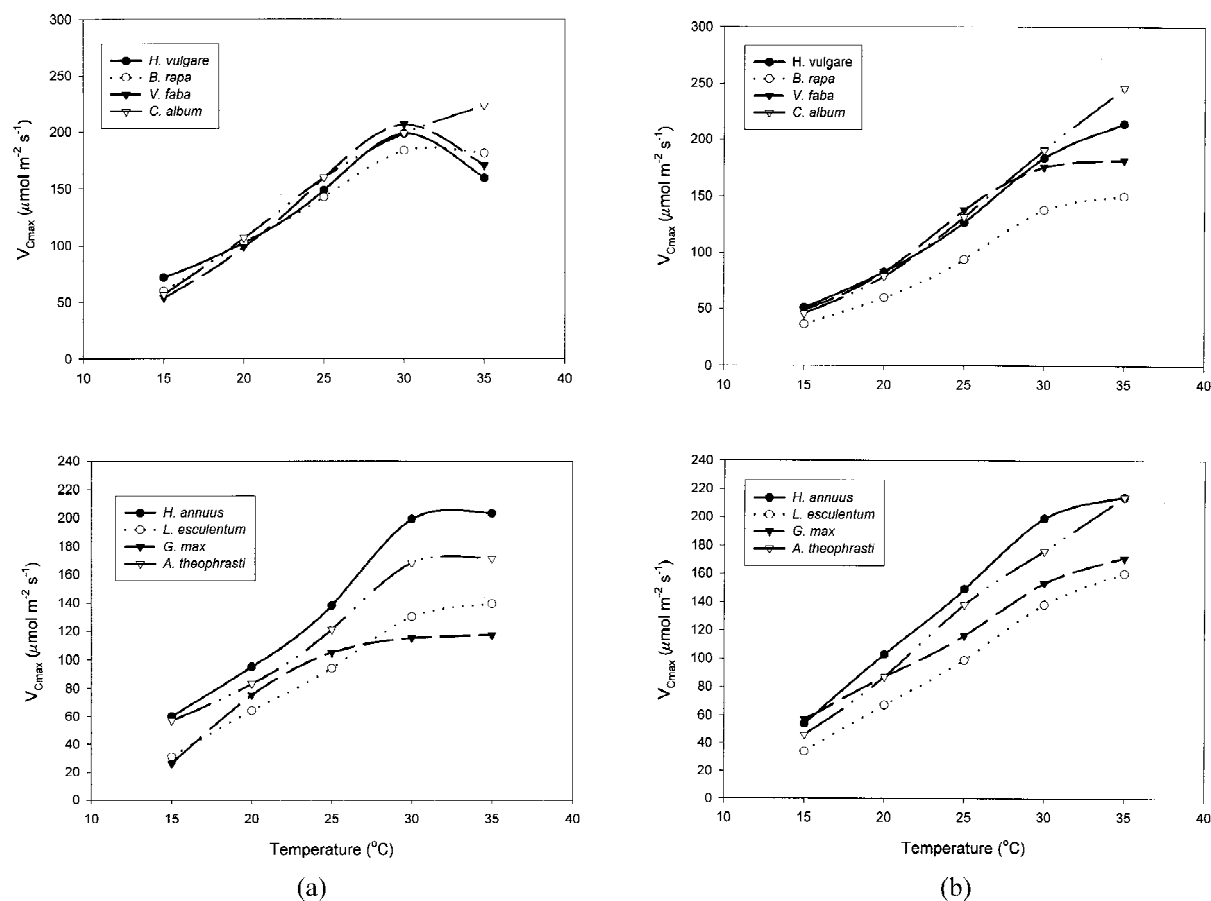 300
250
200
150
100
50
0
V_Cmax (μmol m⁻² s⁻¹)
H. vulgare
B. rapa
V. faba
C. album
10 15 20 25 30 35 40
300
250
200
150
100
50
0
V_Cmax (μmol m⁻² s⁻¹)
H. vulgare
B. rapa
V. faba
C. album
10 15 20 25 30 35 40
240
220
200
180
160
140
120
100
80
60
40
20
0
V_Cmax (μmol m⁻² s⁻¹)
H. annuus
L. esculentum
G. max
A. theophrasti
10 15 20 25 30 35 40
Temperature (°C)
(a)
240
220
200
180
160
140
120
100
80
60
40
20
0
V_Cmax (μmol m⁻² s⁻¹)
H. annuus
L. esculentum
G. max
A. theophrasti
10 15 20 25 30 35 40
Temperature (°C)
(b)